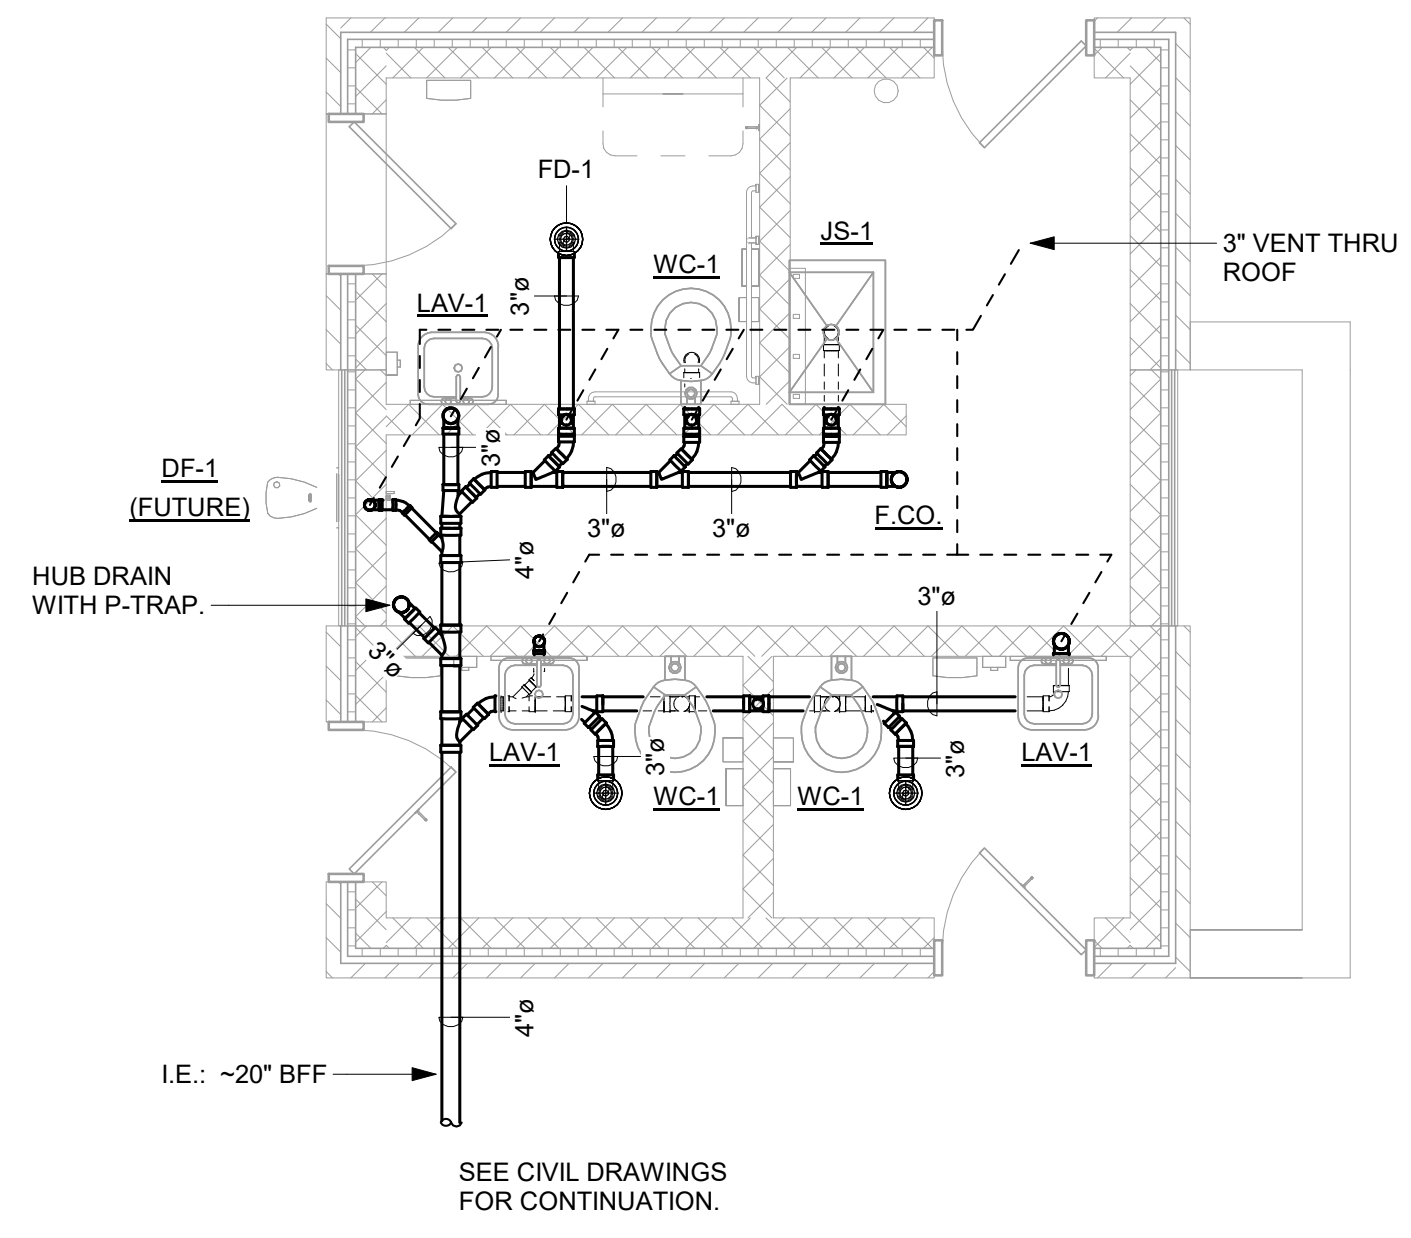 FD-1
JS-1
3" VENT THRU
ROOF
WC-1
3"ø
LAV-1
3"ø
DF-1
(FUTURE)
3"ø
3"ø
F.CO.
4"ø
HUB DRAIN
WITH P-TRAP.
3"ø
3"ø
LAV-1
3"ø
3"ø
LAV-1
WC-1
WC-1
4"ø
I.E.: ~20" BFF
SEE CIVIL DRAWINGS
FOR CONTINUATION.